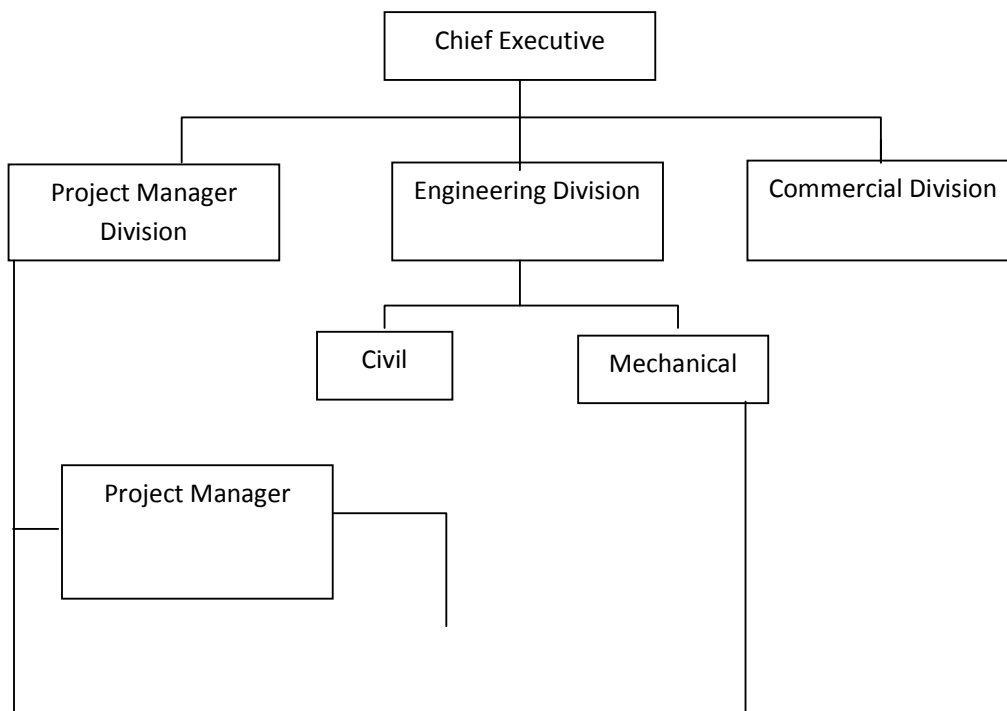 Chief Executive
Project Manager
Division
Engineering Division
Commercial Division
Civil
Mechanical
Project Manager